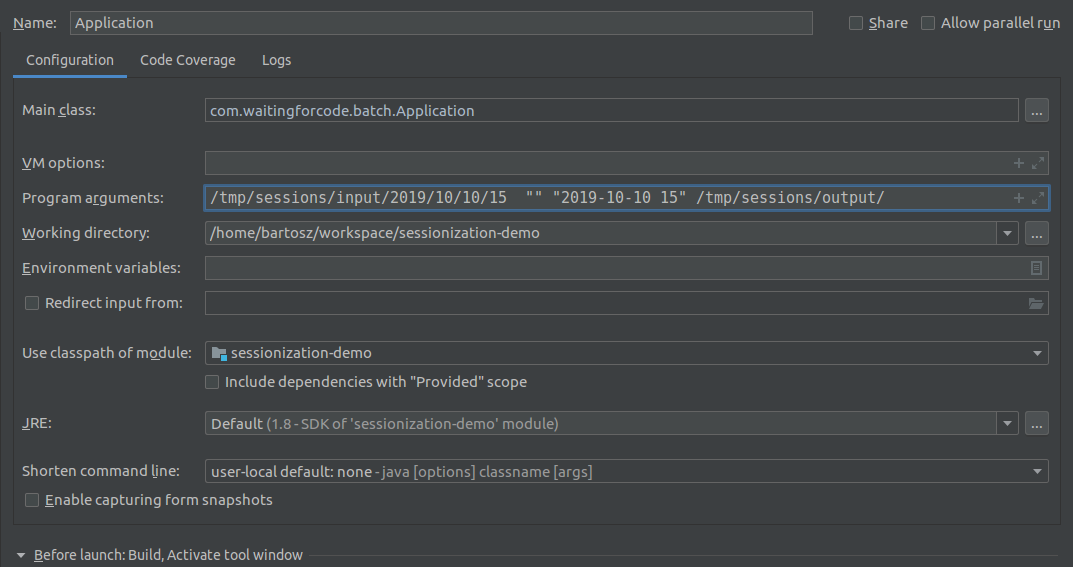 Name: Application Share Allow parallel run
Configuration Code Coverage Logs
Main class: com.waitingforcode.batch.Application ...
VM options:
Program arguments: /tmp/sessions/input/2019/10/10/15  "" "2019-10-10 15" /tmp/sessions/output/
Working directory: /home/bartosz/workspace/sessionization-demo ...
Environment variables:
Redirect input from:
Use classpath of module: sessionization-demo
Include dependencies with "Provided" scope
JRE: Default (1.8 - SDK of 'sessionization-demo' module) ...
Shorten command line: user-local default: none - java [options] classname [args]
Enable capturing form snapshots
Before launch: Build, Activate tool window